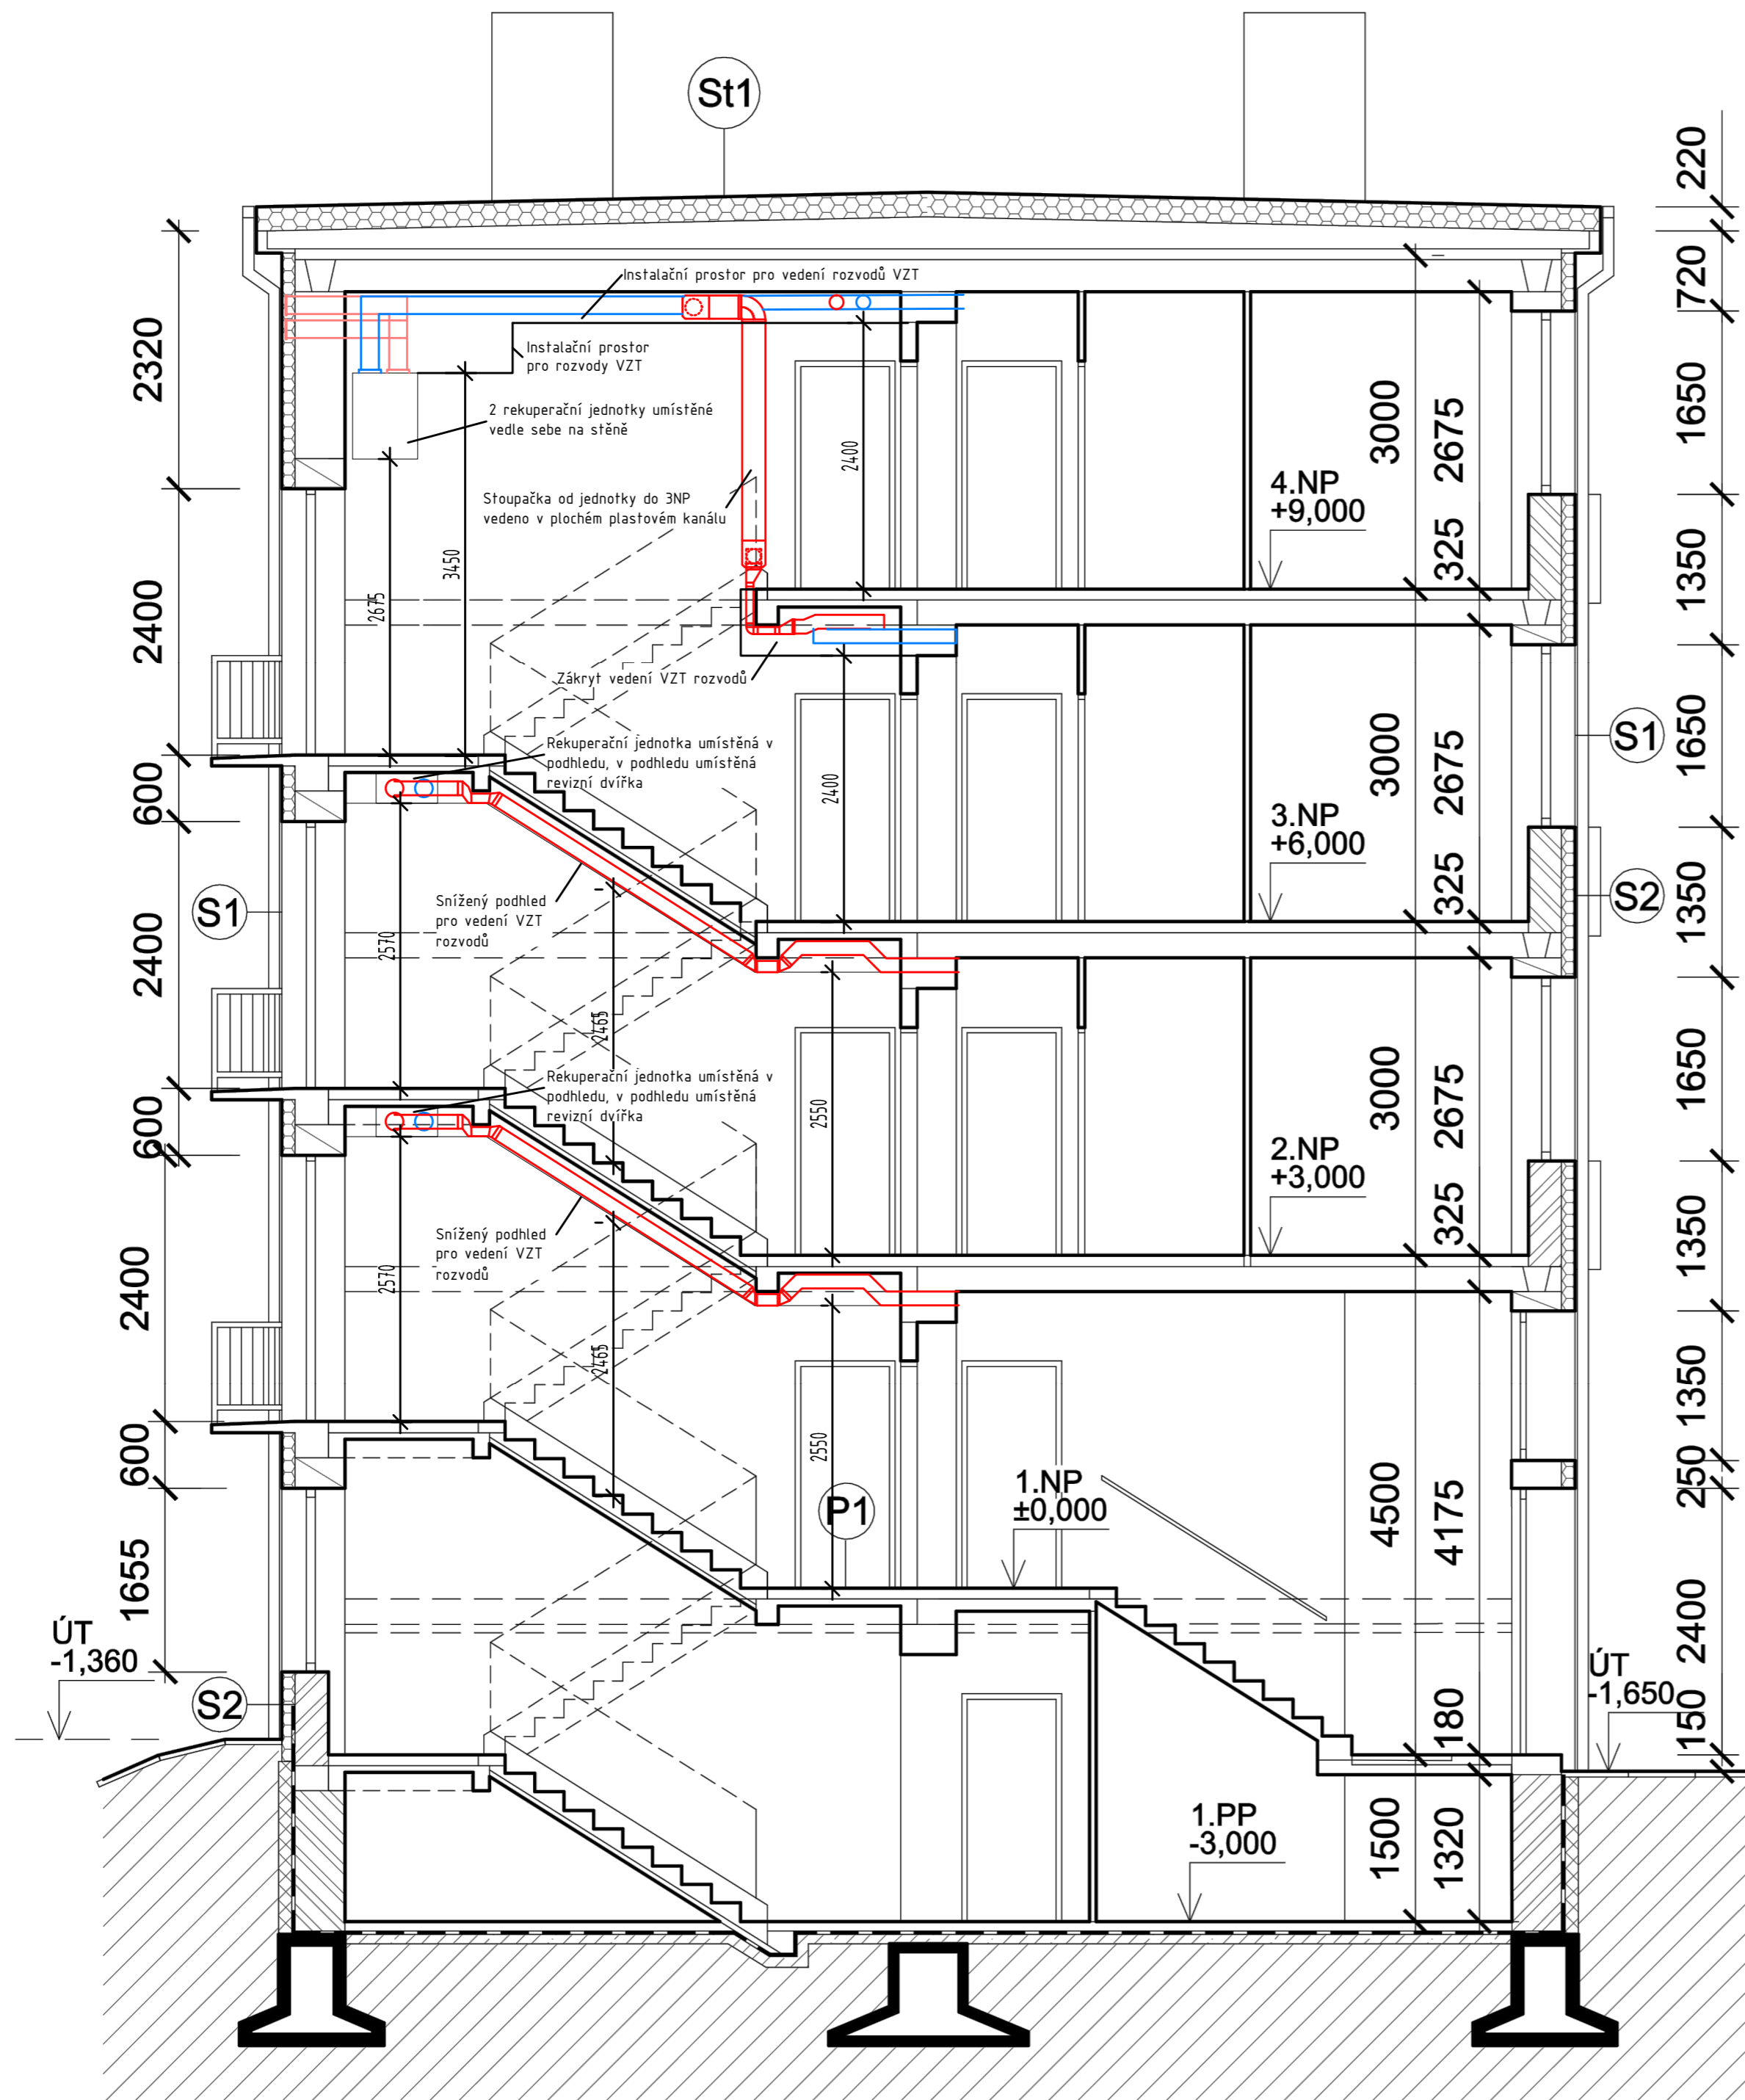 St1
220
720
Instalační prostor pro vedení rozvodů VZT
2320
Instalační prostor
pro rozvody VZT
2 rekuperační jednotky umístěné
vedle sebe na stěně
2400
3000
2675
1650
4.NP
+9,000
Stoupačka od jednotky do 3NP
vedeno v plochém plastovém kanálu
3450
2675
325
1350
2400
Zákryt vedení VZT rozvodů
S1
Rekuperační jednotka umístěná v
podhledu, v podhledu umístěná
revizní dvířka
600
2400
3000
2675
1650
3.NP
+6,000
S1
S2
Snížený podhled
pro vedení VZT
rozvodů
325
1350
2400
2570
2465
Rekuperační jednotka umístěná v
podhledu, v podhledu umístěná
revizní dvířka
600
2550
3000
2675
1650
2.NP
+3,000
Snížený podhled
pro vedení VZT
rozvodů
325
1350
2400
2570
2465
1350
600
2550
1.NP
±0,000
P1
250
4500
4175
1655
2400
ÚT
-1,360
S2
ÚT
-1,650
180
150
1.PP
-3,000
1500
1320